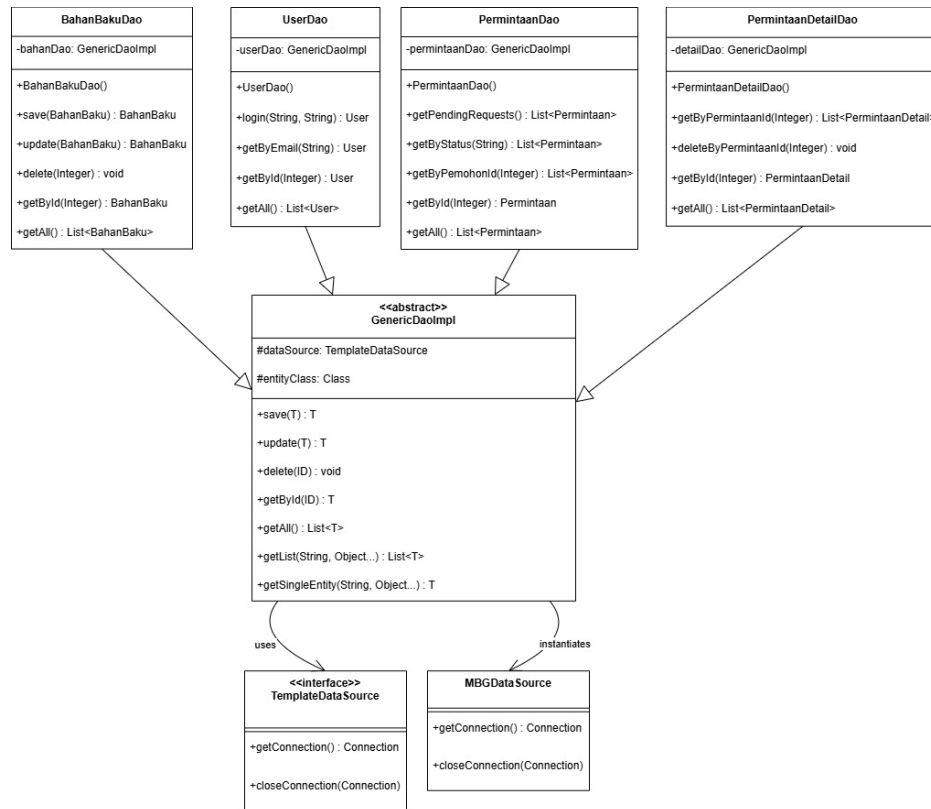 BahanBakuDao
-bahanDao: GenericDaoImpl
+BahanBakuDao()
+save(BahanBaku) : BahanBaku
+update(BahanBaku) : BahanBaku
+delete(Integer) : void
+getById(Integer) : BahanBaku
+getAll() : List<BahanBaku>
UserDao
-userDao: GenericDaoImpl
+UserDao()
+login(String, String) : User
+getByEmail(String) : User
+getById(Integer) : User
+getAll() : List<User>
PermintaanDao
-permintaanDao: GenericDaoImpl
+PermintaanDao()
+getPendingRequests() : List<Permintaan>
+getByStatus(String) : List<Permintaan>
+getByPemohonId(Integer) : List<Permintaan>
+getById(Integer) : Permintaan
+getAll() : List<Permintaan>
PermintaanDetailDao
-detailDao: GenericDaoImpl
+PermintaanDetailDao()
+getByPermintaanId(Integer) : List<PermintaanDetail>
+deleteByPermintaanId(Integer) : void
+getById(Integer) : PermintaanDetail
+getAll() : List<PermintaanDetail>
<<abstract>>
GenericDaoImpl
#dataSource: TemplateDataSource
#entityClass: Class
+save(T) : T
+update(T) : T
+delete(ID) : void
+getById(ID) : T
+getAll() : List<T>
+getList(String, Object...) : List<T>
+getSingleEntity(String, Object...) : T
uses
instantiates
<<interface>>
TemplateDataSource
+getConnection() : Connection
+closeConnection(Connection)
MBGDataSource
+getConnection() : Connection
+closeConnection(Connection)